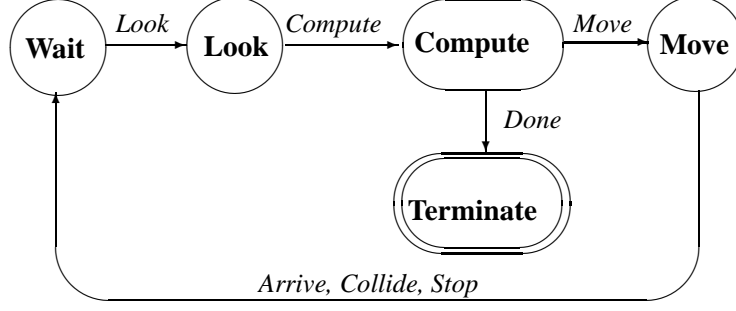 Look
Compute
Move
Wait
Look
Compute
Move
Done
Terminate
Arrive, Collide, Stop